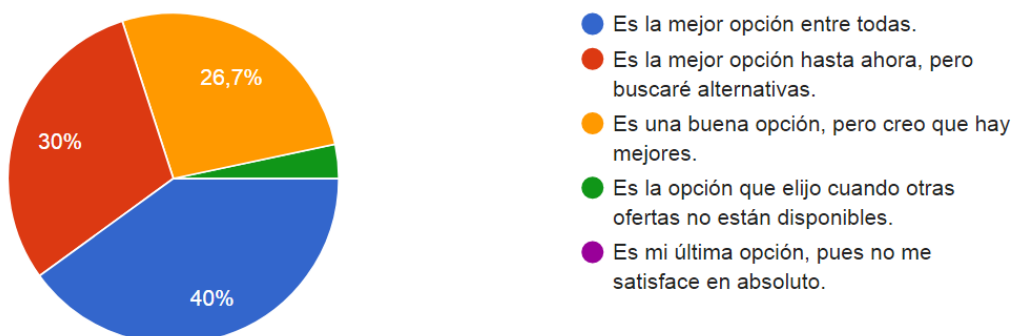 26,7%
30%
40%
Es la mejor opción entre todas.
Es la mejor opción hasta ahora, pero
buscaré alternativas.
Es una buena opción, pero creo que hay
mejores.
Es la opción que elijo cuando otras
ofertas no están disponibles.
Es mi última opción, pues no me
satisface en absoluto.